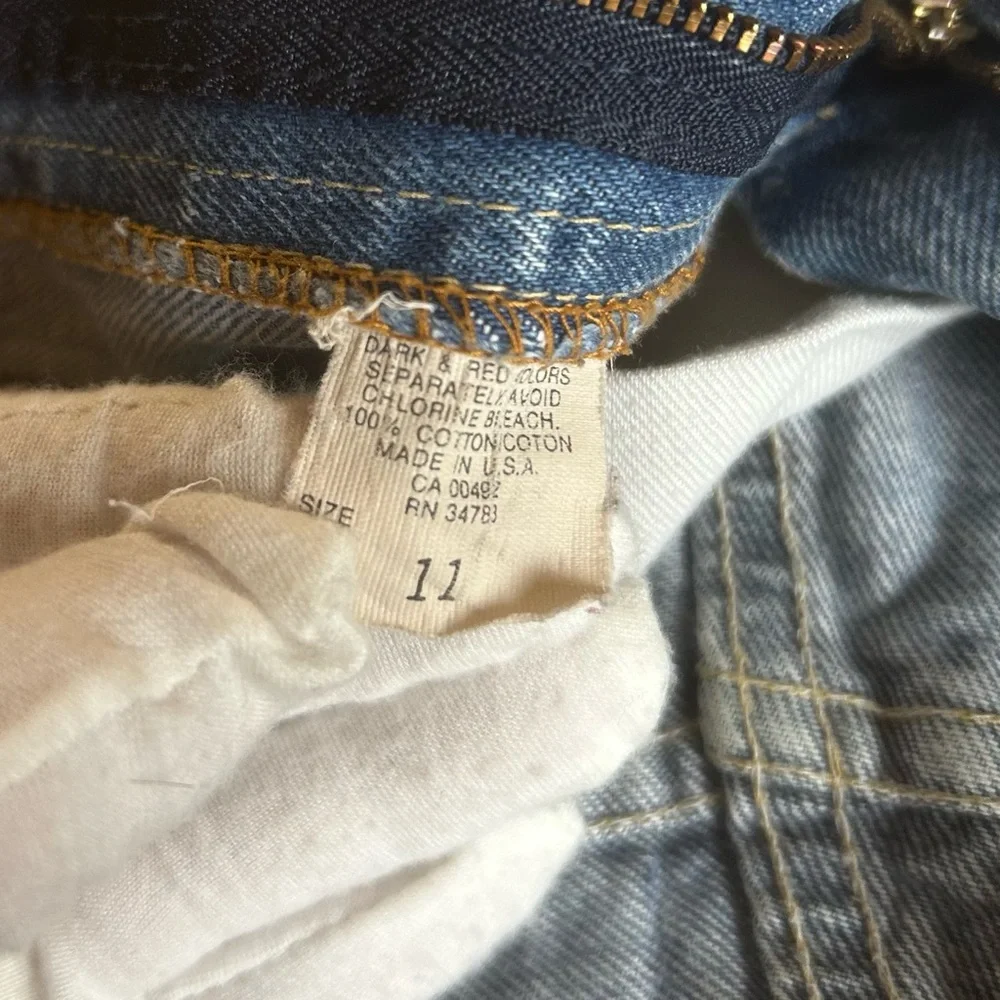 DARK & RED COLORS
SEPARATELY AVOID
CHLORINE BLEACH.
100% COTTON/COTON
MADE IN U.S.A.
CA 00492
SIZE RN 34783
11